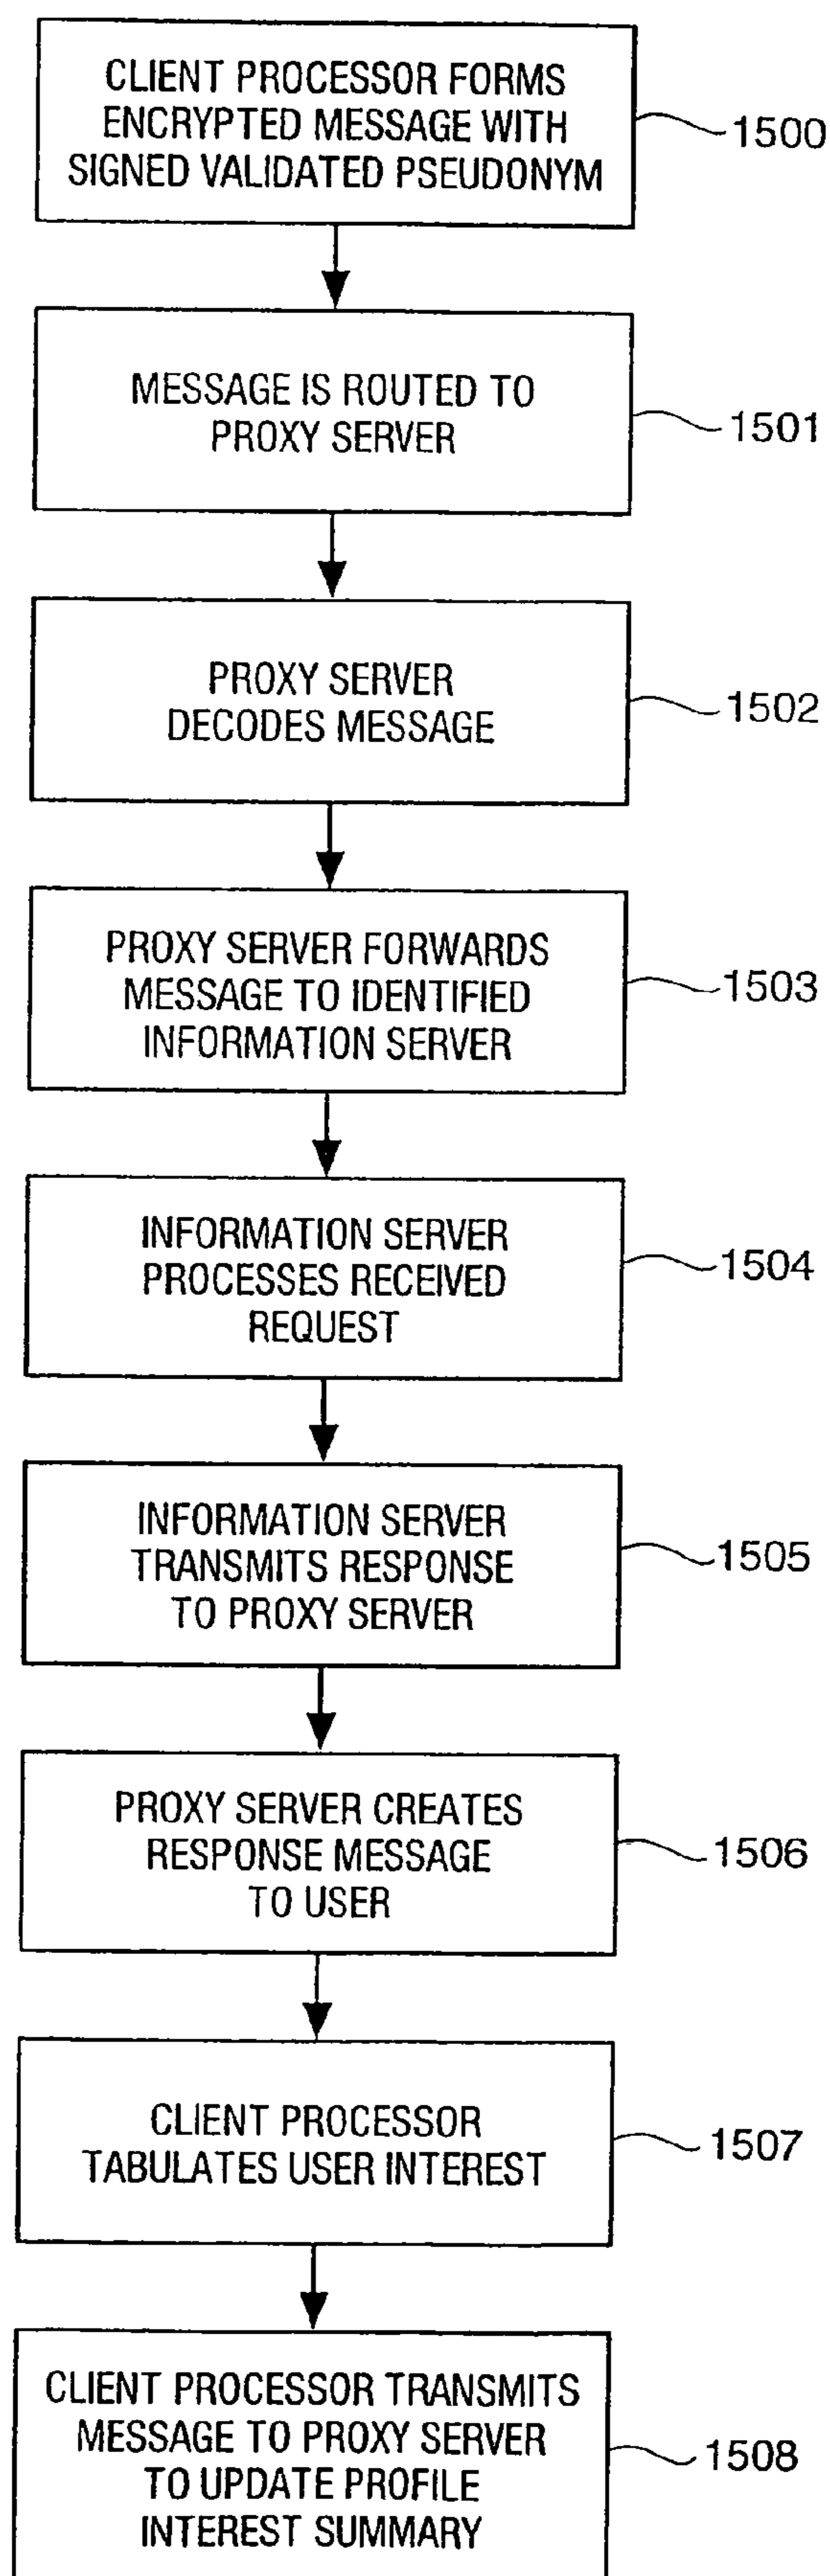 CLIENT PROCESSOR FORMS
ENCRYPTED MESSAGE WITH
SIGNED VALIDATED PSEUDONYM
1500
MESSAGE IS ROUTED TO
PROXY SERVER
1501
PROXY SERVER
DECODES MESSAGE
1502
PROXY SERVER FORWARDS
MESSAGE TO IDENTIFIED
INFORMATION SERVER
1503
INFORMATION SERVER
PROCESSES RECEIVED
REQUEST
1504
INFORMATION SERVER
TRANSMITS RESPONSE
TO PROXY SERVER
1505
PROXY SERVER CREATES
RESPONSE MESSAGE
TO USER
1506
CLIENT PROCESSOR
TABULATES USER INTEREST
1507
CLIENT PROCESSOR TRANSMITS
MESSAGE TO PROXY SERVER
TO UPDATE PROFILE
INTEREST SUMMARY
1508